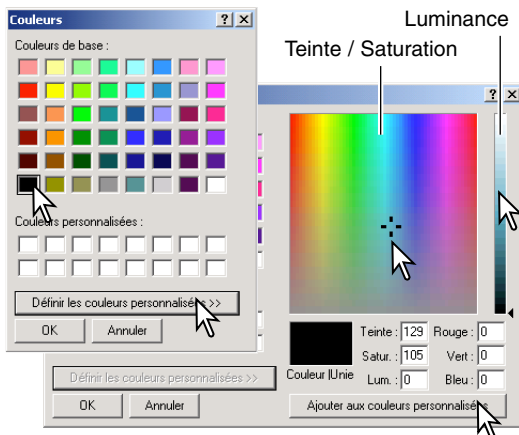 Luminance
Teinte / Saturation
Couleurs
Couleurs de base :
Couleurs personnalisées :
Définir les couleurs personnalisées >>
OK
Annuler
Teinte : 129
Rouge : 0
Satur. : 105
Vert : 0
Couleur|Unie
Lum. : 0
Bleu : 0
Définir les couleurs personnalisées >>
OK
Annuler
Ajouter aux couleurs personnalisées